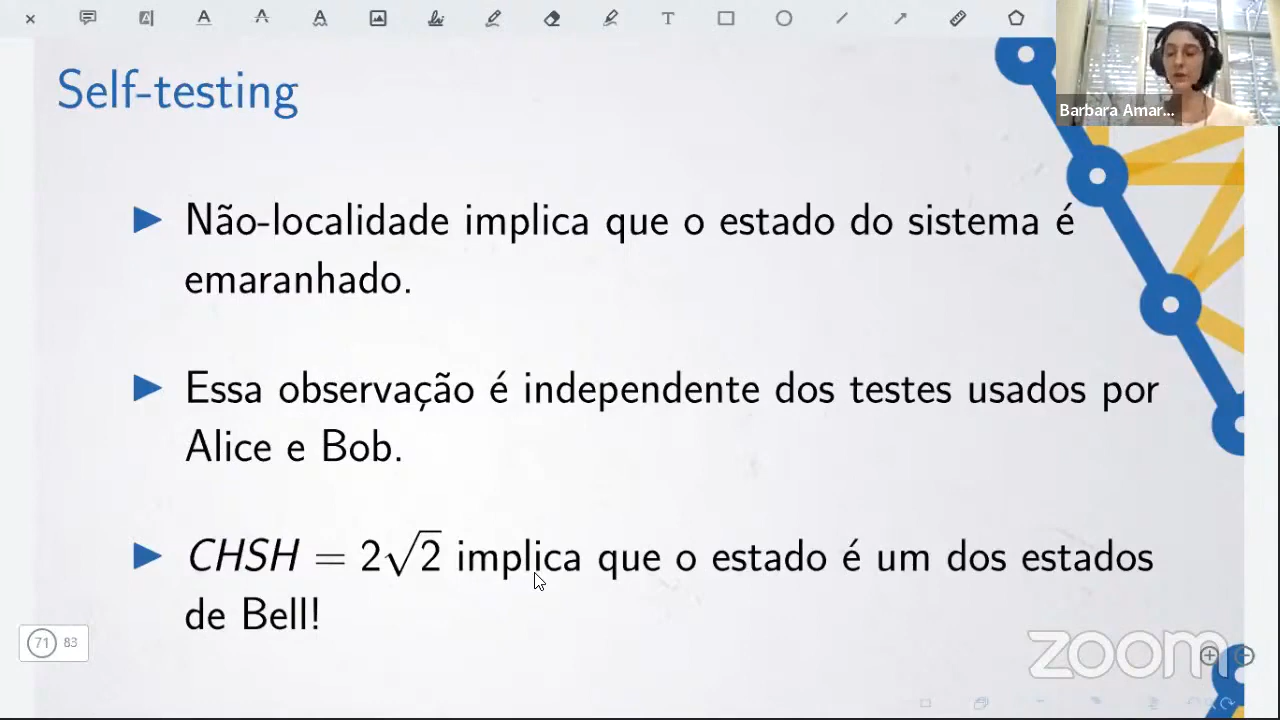 Self-testing
Barbara Amar...
Não-localidade implica que o estado do sistema é
emaranhado.
Essa observação é independente dos testes usados por
Alice e Bob.
CHSH = 2√2 implica que o estado é um dos estados
de Bell!
71 83
zoom